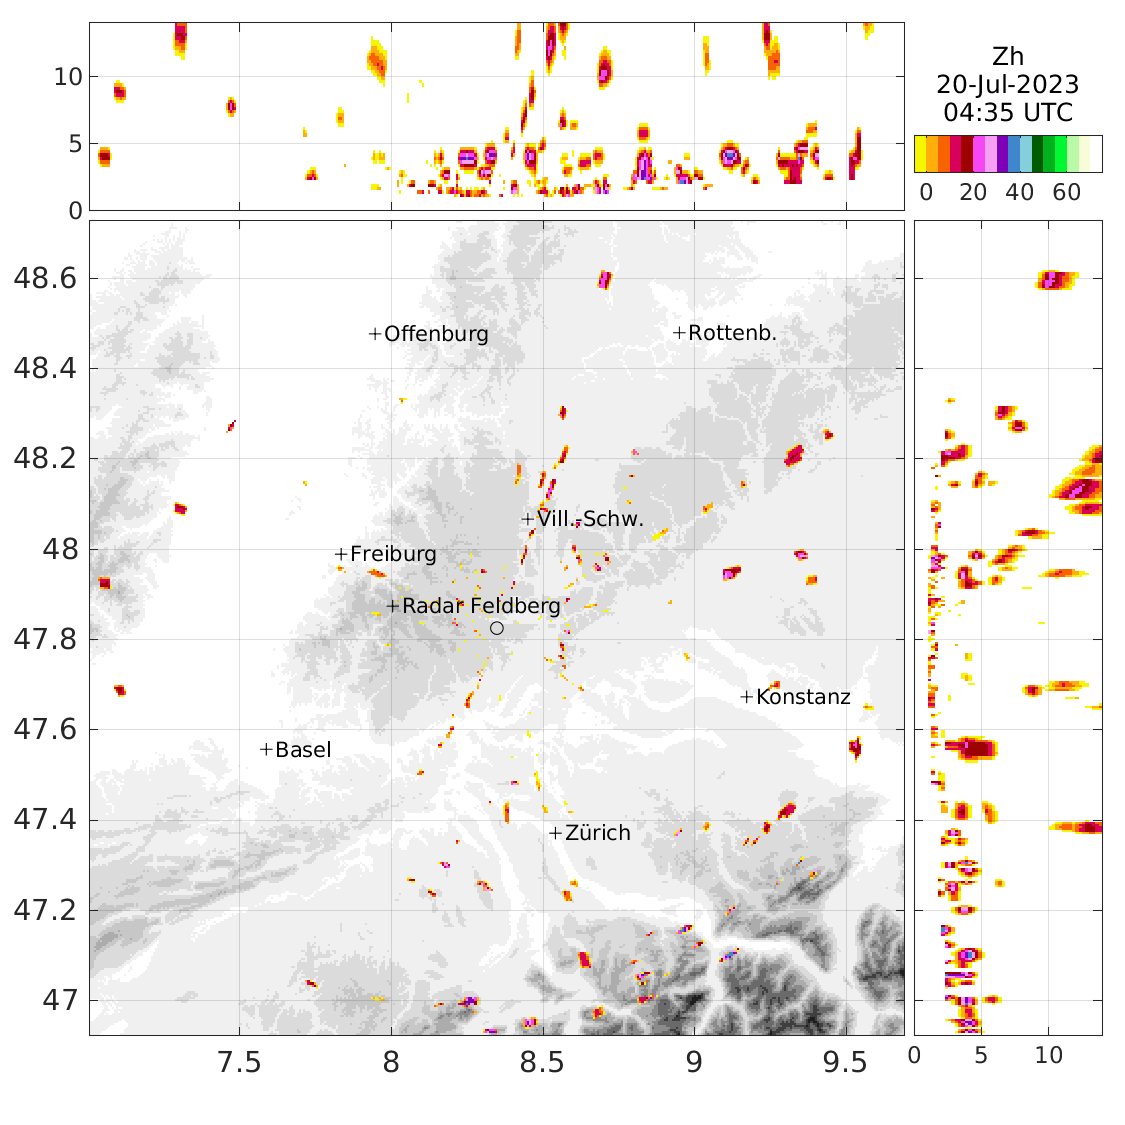 Zh
20-Jul-2023
04:35 UTC
0 20 40 60
10
5
0
48.6
48.4
48.2
48
47.8
47.6
47.4
47.2
47
Offenburg
Rottenb.
Vill.-Schw.
Freiburg
Radar Feldberg
Konstanz
Basel
Zürich
7.5 8 8.5 9 9.5
0 5 10